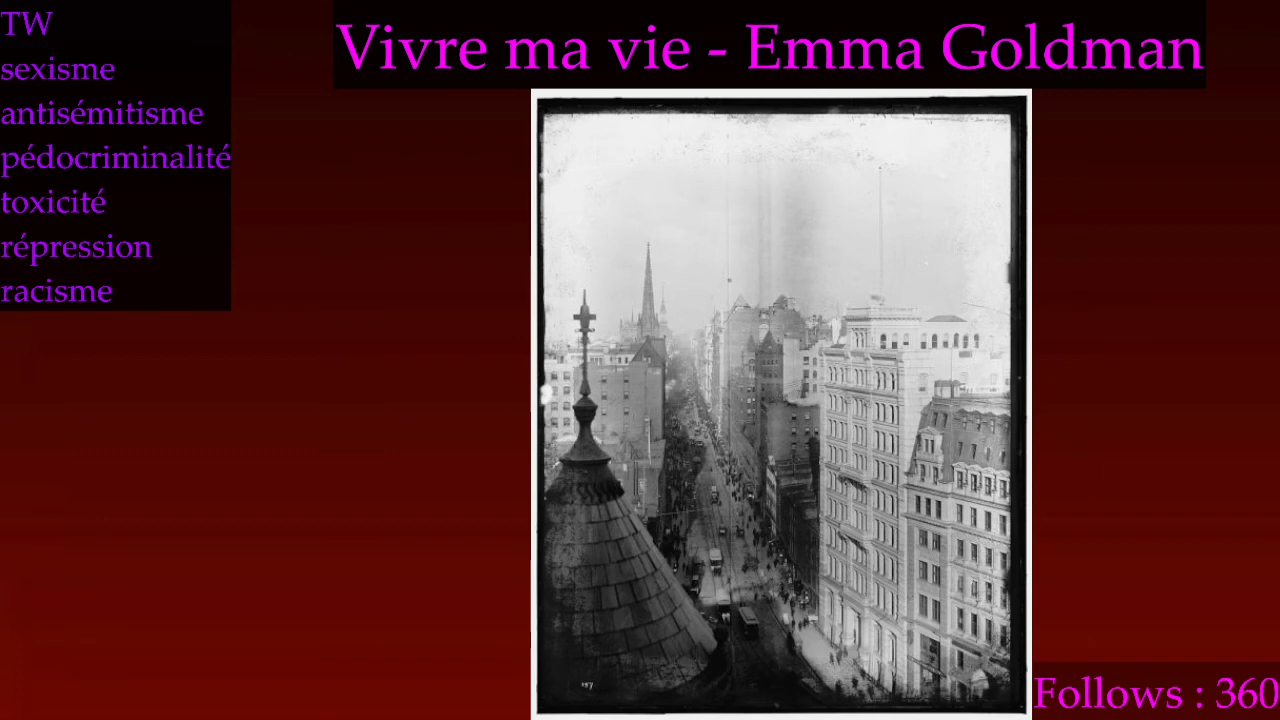 TW
sexisme
antisémitisme
pédocriminalité
toxicité
répression
racisme
Vivre ma vie - Emma Goldman
Follows : 360